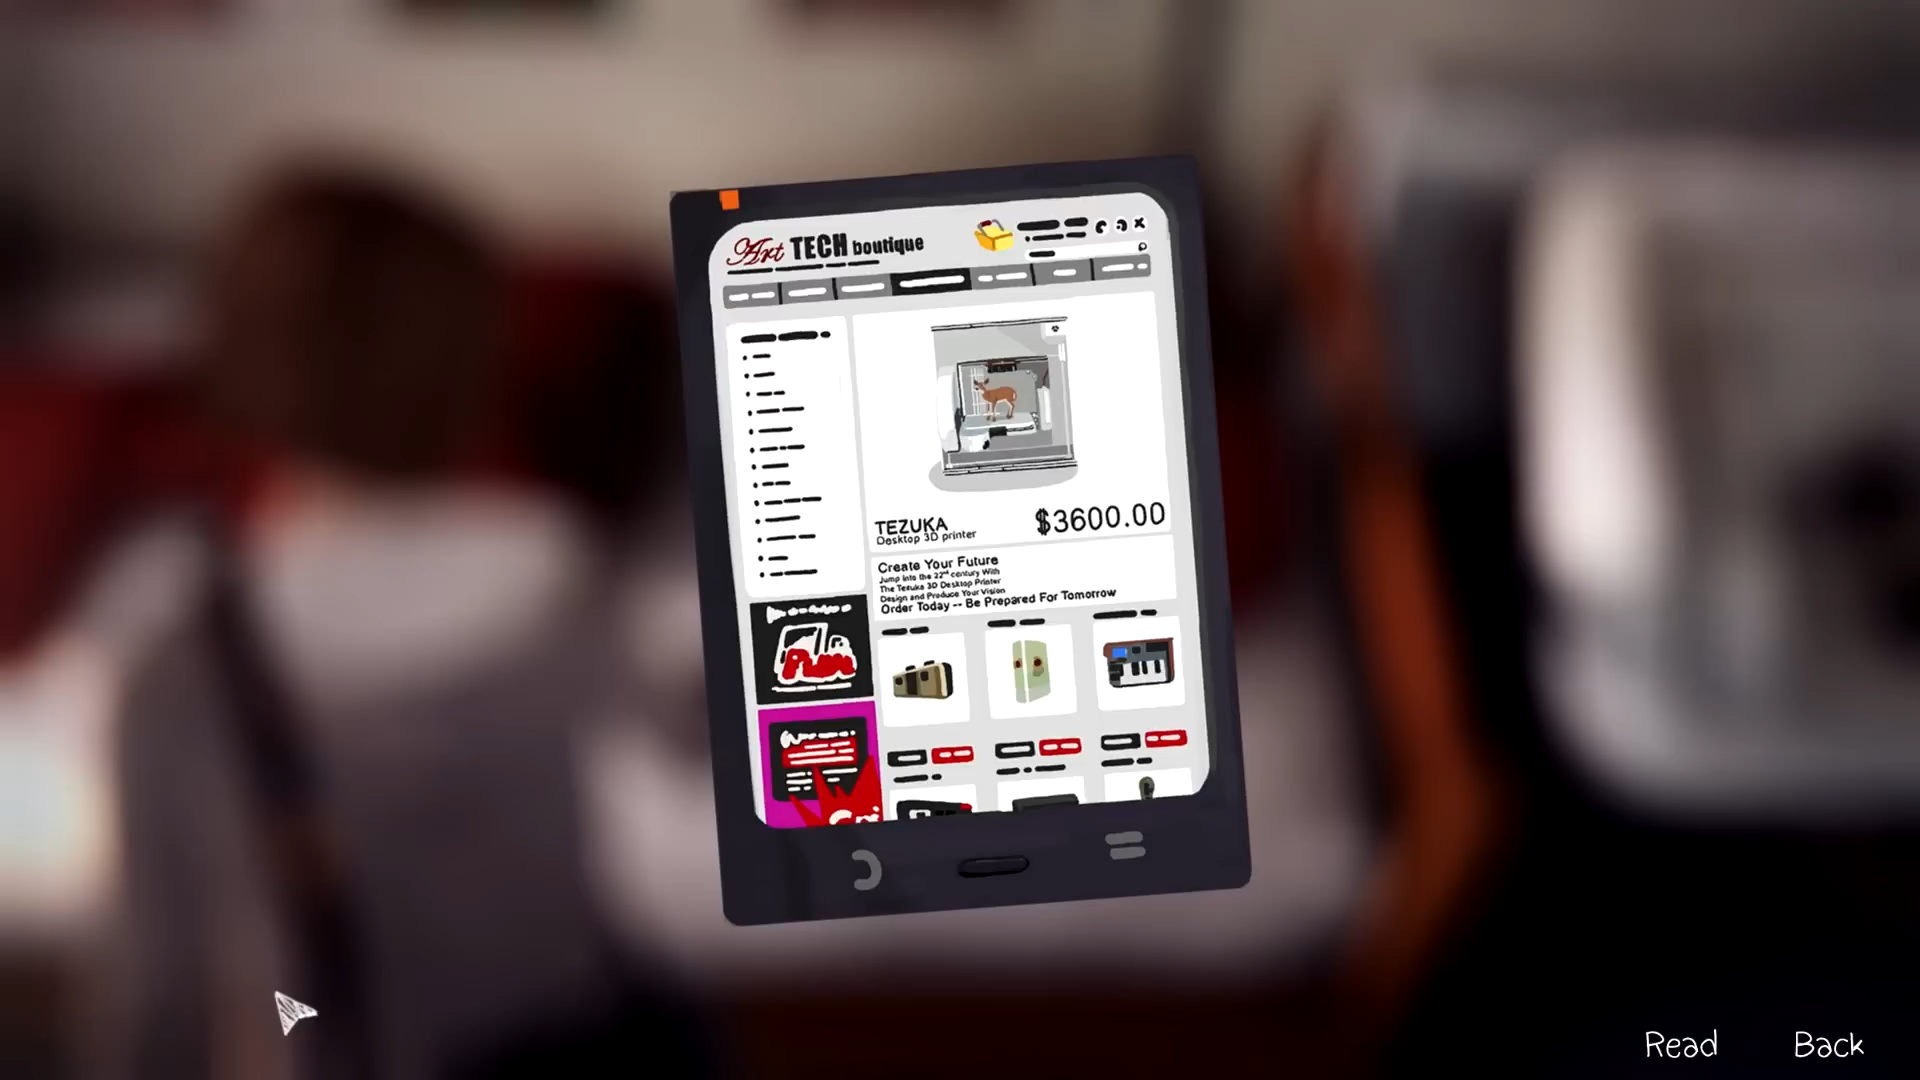 Art TECH boutique
TEZUKA
Desktop 3D printer
$3600.00
Create Your Future
Jump into the 22nd century With
The Tezuka 3D Desktop Printer
Design and Produce Your Vision
Order Today -- Be Prepared For Tomorrow
Read
Back